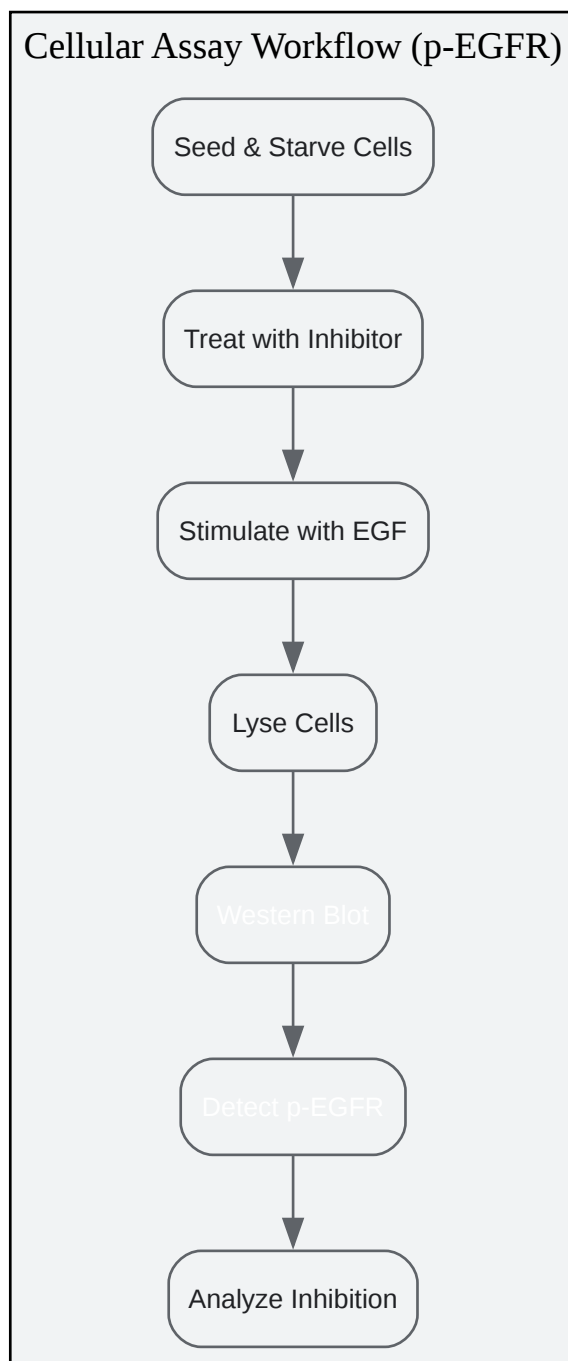 Cellular Assay Workflow (p-EGFR)
Seed & Starve Cells
Treat with Inhibitor
Stimulate with EGF
Lyse Cells
Western Blot
Detect p-EGFR
Analyze Inhibition